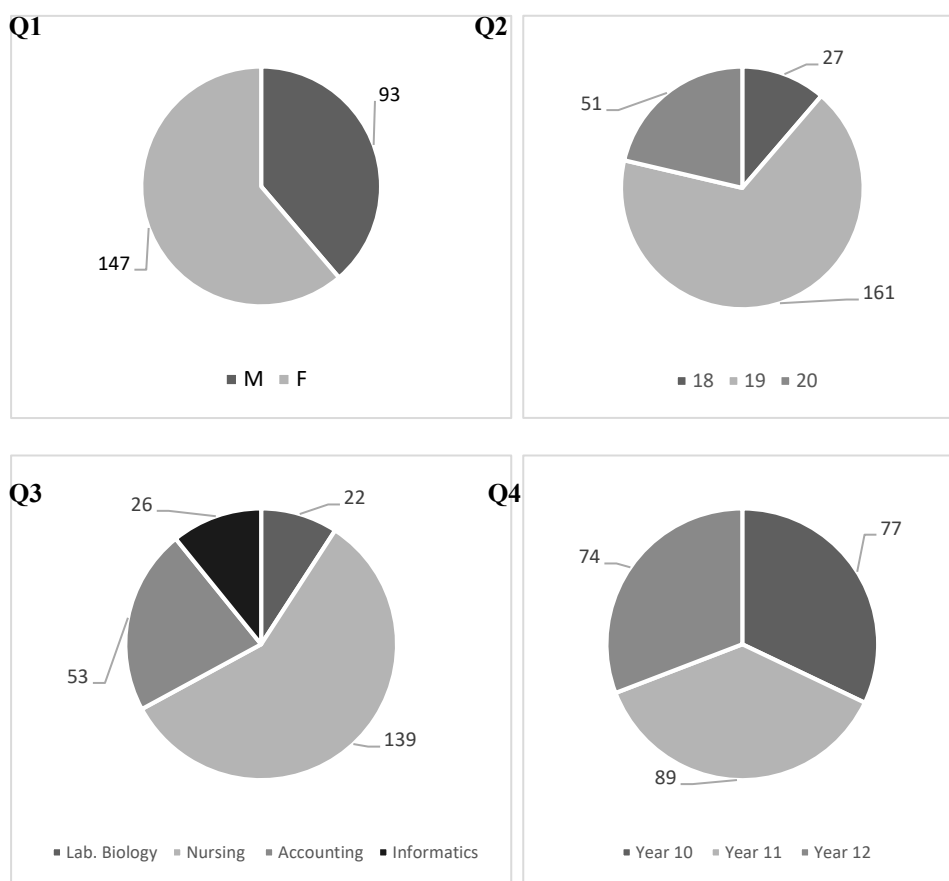 Q1
93
147
M F
Q2
27
51
161
18 19 20
Q3
26
22
53
139
Lab. Biology Nursing Accounting Informatics
Q4
77
74
89
Year 10 Year 11 Year 12